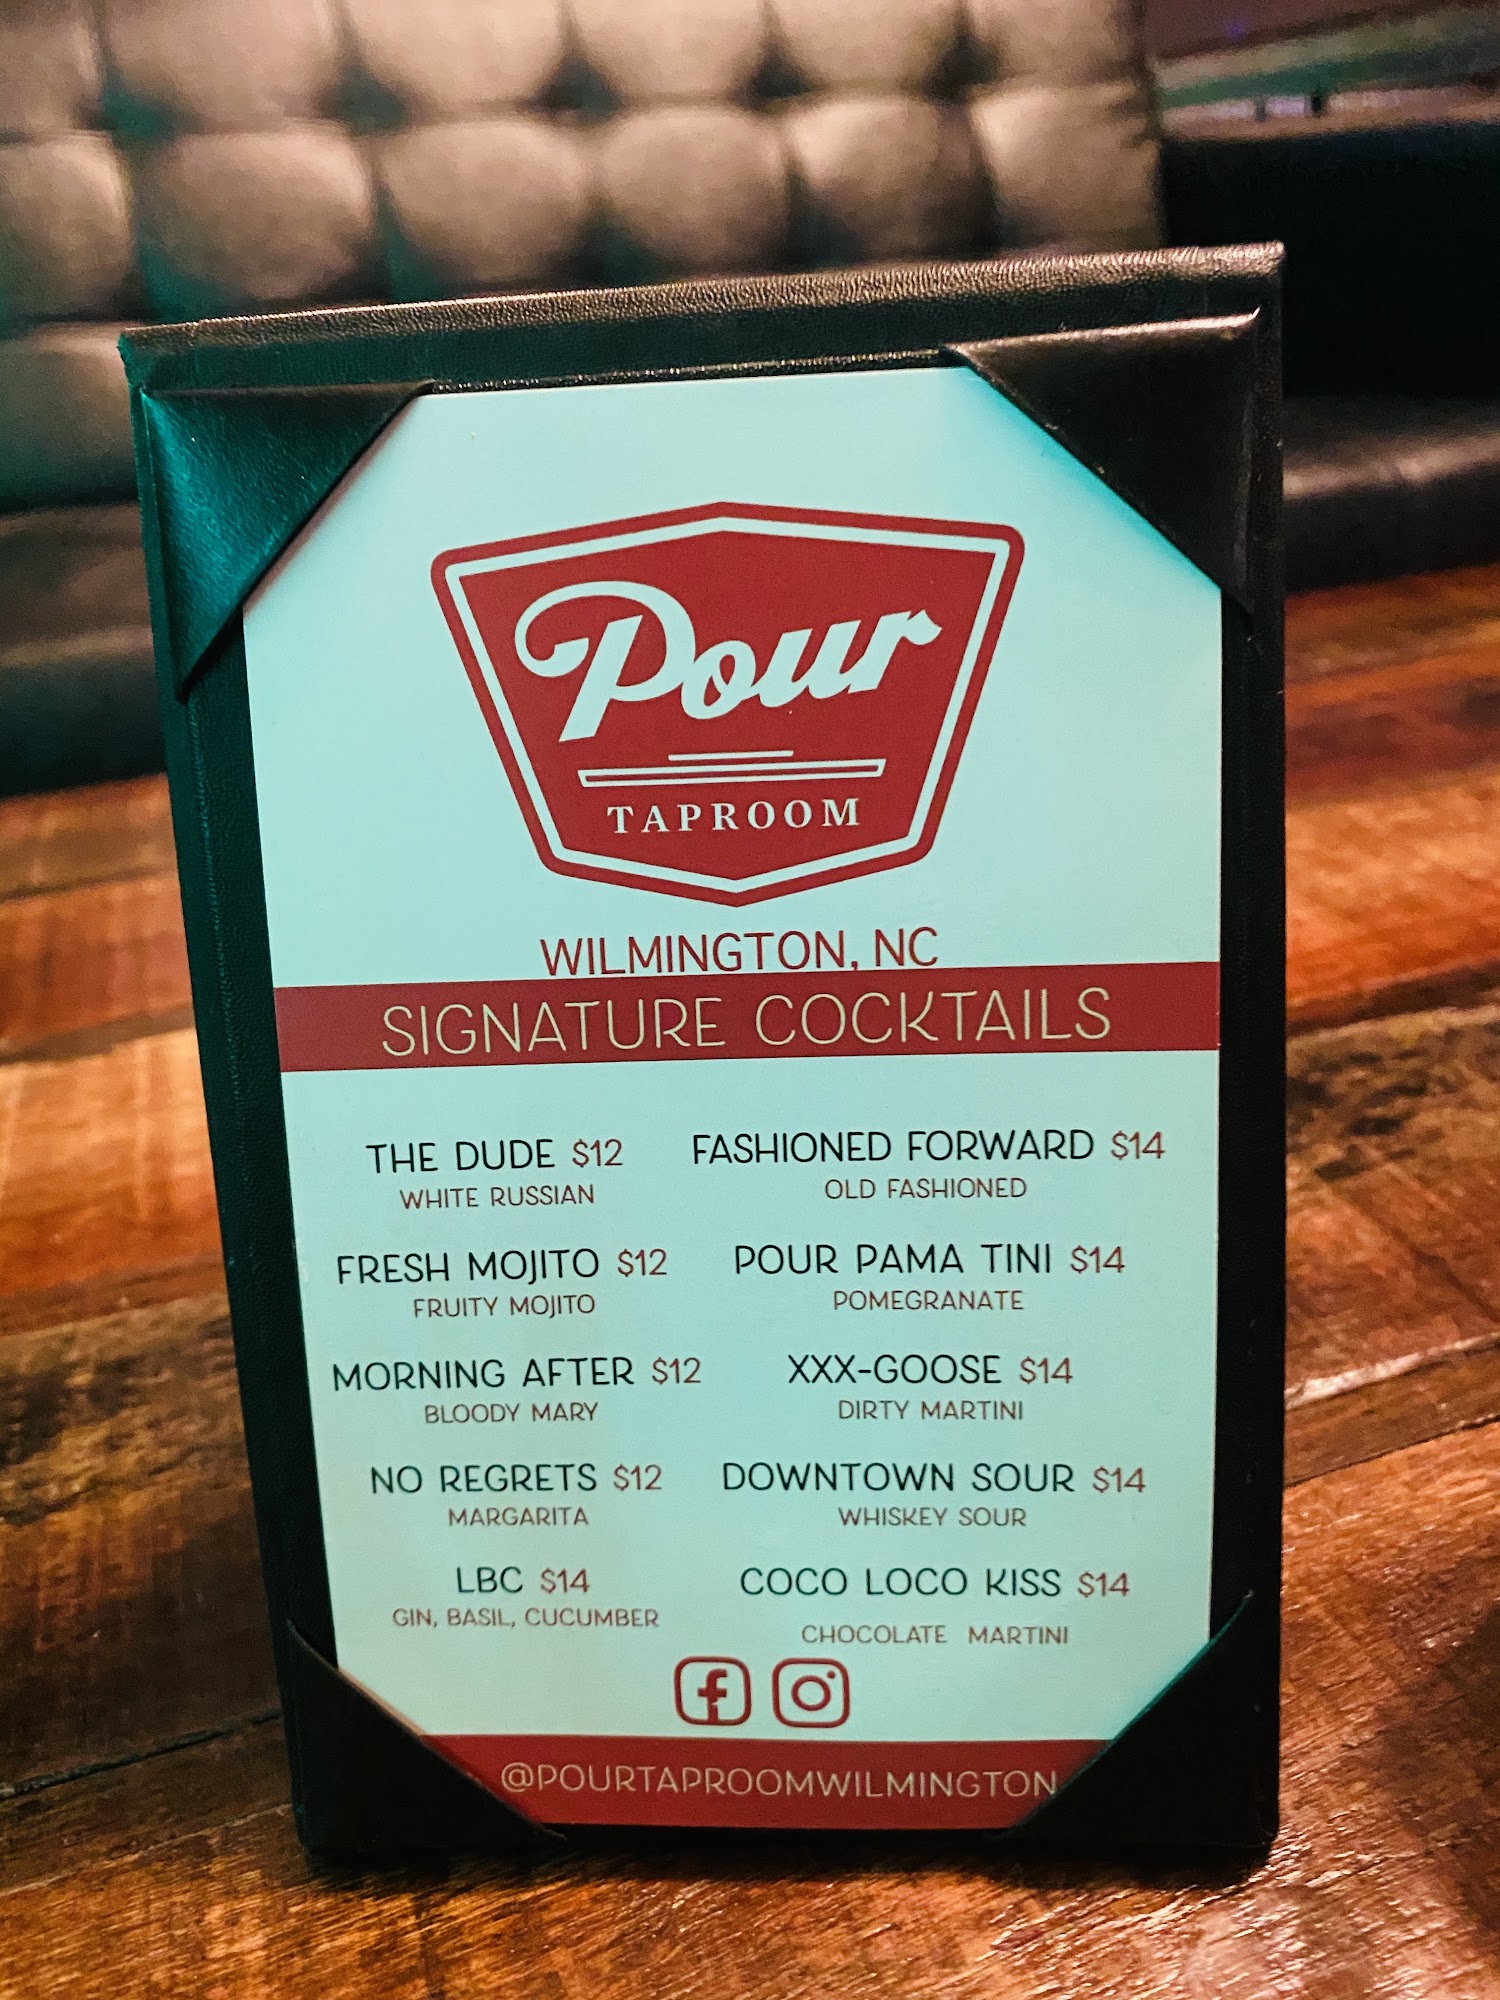 Pour
TAPROOM
WILMINGTON, NC
SIGNATURE COCKTAILS
THE DUDE $12
WHITE RUSSIAN
FRESH MOJITO $12
FRUITY MOJITO
MORNING AFTER $12
BLOODY MARY
NO REGRETS $12
MARGARITA
LBC $14
GIN, BASIL, CUCUMBER
FASHIONED FORWARD $14
OLD FASHIONED
POUR PAMA TINI $14
POMEGRANATE
XXX-GOOSE $14
DIRTY MARTINI
DOWNTOWN SOUR $14
WHISKEY SOUR
COCO LOCO KISS $14
CHOCOLATE MARTINI
@POURTAPROOMWILMINGTON